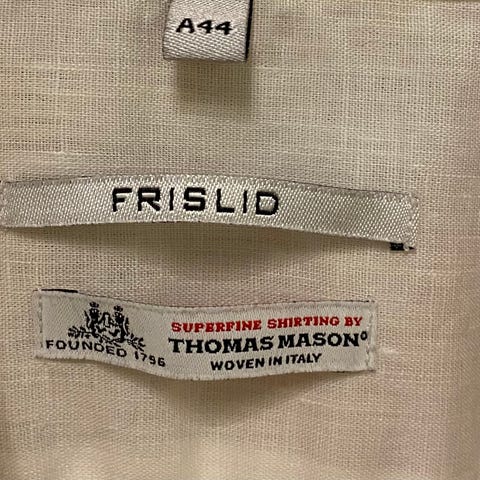 A44
FRISLID
FOUNDED 1796
SUPERFINE SHIRTING BY
THOMAS MASON°
WOVEN IN ITALY